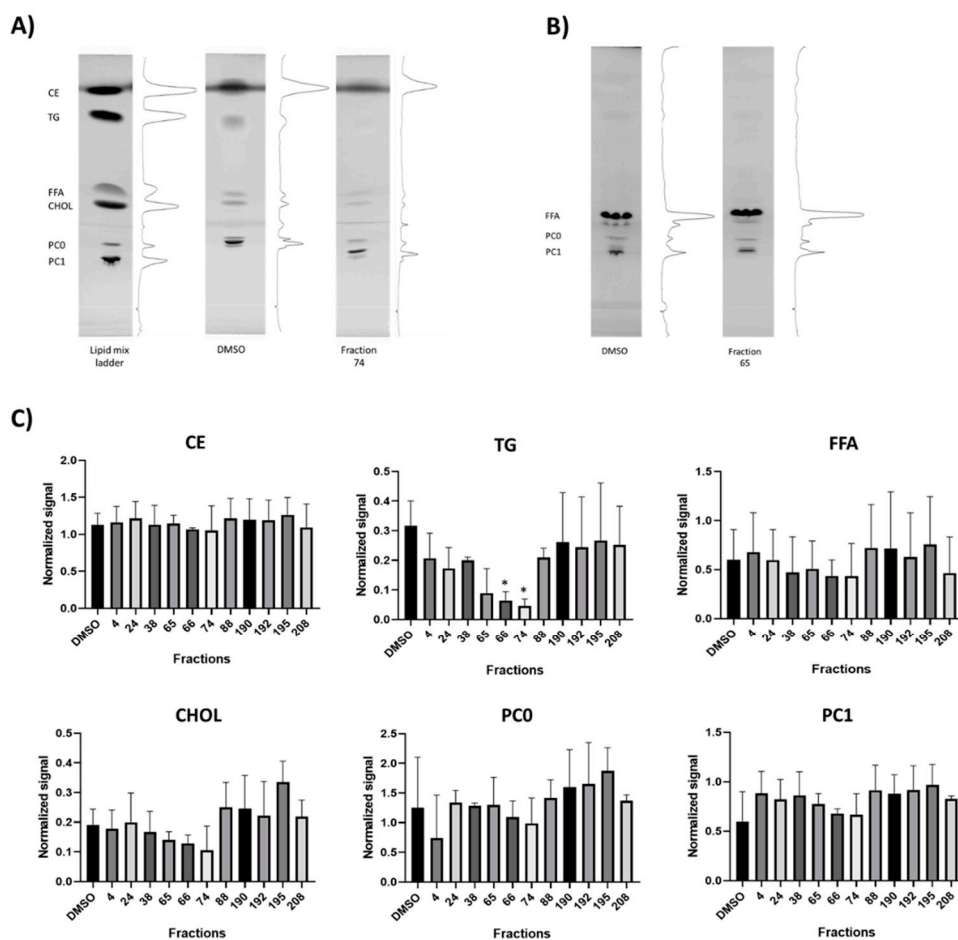 A)
B)
CE
TG
FFA
CHOL
PC0
PC1
Lipid mix
ladder
DMSO
Fraction
74
FFA
PC0
PC1
DMSO
Fraction
65
C)
CE
Normalized signal
2.0
1.5
1.0
0.5
0.0
DMSO 4 24 38 65 66 74 88 190 192 195 208
Fractions
TG
Normalized signal
0.5
0.4
0.3
0.2
0.1
0.0
* *
DMSO 4 24 38 65 66 74 88 190 192 195 208
Fractions
FFA
Normalized signal
1.5
1.0
0.5
0.0
DMSO 4 24 38 65 66 74 88 190 192 195 208
Fractions
CHOL
Normalized signal
0.5
0.4
0.3
0.2
0.1
0.0
DMSO 4 24 38 65 66 74 88 190 192 195 208
Fractions
PC0
Normalized signal
2.5
2.0
1.5
1.0
0.5
0.0
DMSO 4 24 38 65 66 74 88 190 192 195 208
Fractions
PC1
Normalized signal
1.5
1.0
0.5
0.0
DMSO 4 24 38 65 66 74 88 190 192 195 208
Fractions